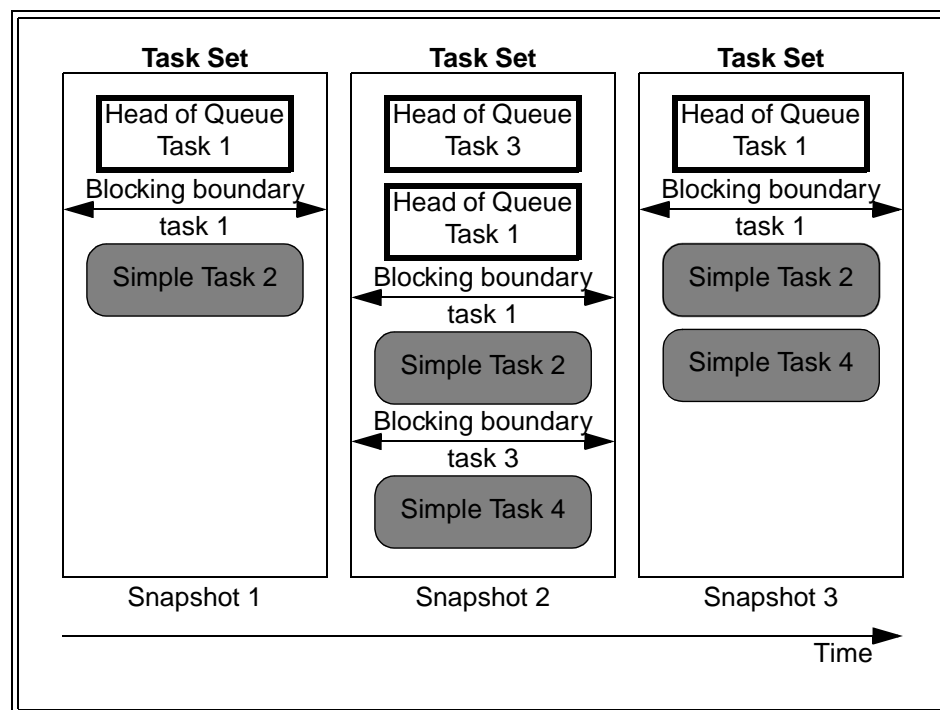 Task Set
Head of Queue
Task 1
Blocking boundary
task 1
Simple Task 2
Snapshot 1
Task Set
Head of Queue
Task 3
Head of Queue
Task 1
Blocking boundary
task 1
Simple Task 2
Blocking boundary
task 3
Simple Task 4
Snapshot 2
Task Set
Head of Queue
Task 1
Blocking boundary
task 1
Simple Task 2
Simple Task 4
Snapshot 3
Time